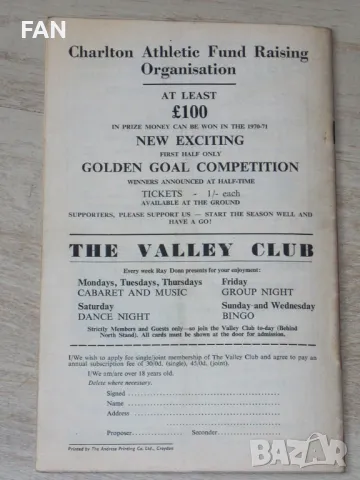 FAN
Charlton Athletic Fund Raising
Organisation
AT LEAST
£100
IN PRIZE MONEY CAN BE WON IN THE 1970-71
NEW EXCITING
FIRST HALF ONLY
GOLDEN GOAL COMPETITION
WINNERS ANNOUNCED AT HALF-TIME
TICKETS - 1/- each
AVAILABLE AT THE GROUND
SUPPORTERS, PLEASE SUPPORT US — START THE SEASON WELL AND
HAVE A GO!
THE VALLEY CLUB
Every week Ray Donn presents for your enjoyment:
Mondays, Tuesdays, Thursdays
CABARET AND MUSIC
Friday
GROUP NIGHT
Saturday
DANCE NIGHT
Sunday and Wednesday
BINGO
Strictly Members and Guests only—so join the Valley Club to-day (Behind
North Stand). All cards must be shown at the door for admission.
I/We wish to apply for single/joint membership of The Valley Club and agree to pay an
annual subscription fee of 30/0d. (single), 45/0d. (joint).
I/We am/are over 18 years old.
Delete where necessary.
Signed
Name
Address
Proposer Seconder
Printed by The Andress Printing Co. Ltd., Croydon
bazar.bg